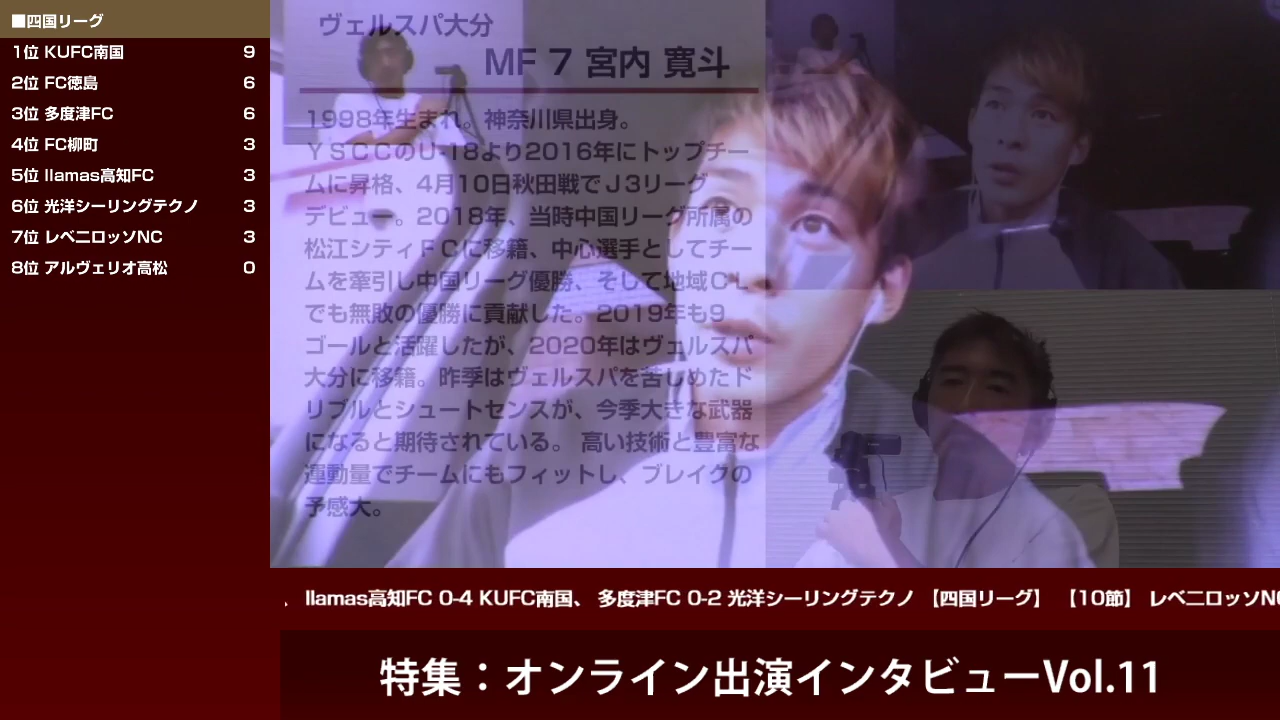 ■四国リーグ
1位 KUFC南国 9
2位 FC徳島 6
3位 多度津FC 6
4位 FC柳町 3
5位 llamas高知FC 3
6位 光洋シーリングテクノ 3
7位 レベニロッソNC 3
8位 アルヴェリオ高松 0
ヴェルスパ大分
MF 7 宮内 寛斗
1998年生まれ。神奈川県出身。
ＹＳＣＣのU-18より2016年にトップチー
ムに昇格、4月10日秋田戦でＪ3リーグ
デビュー。2018年、当時中国リーグ所属の
松江シティＦＣに移籍、中心選手としてチー
ムを牽引し中国リーグ優勝、そして地域ＣＬ
でも無敗の優勝に貢献した。2019年も9
ゴールと活躍したが、2020年はヴェルスパ
大分に移籍。昨季はヴェルスパを苦しめたド
リブルとシュートセンスが、今季大きな武器
になると期待されている。 高い技術と豊富な
運動量でチームにもフィットし、ブレイクの
予感大。
、 llamas高知FC 0-4 KUFC南国、 多度津FC 0-2 光洋シーリングテクノ 【四国リーグ】 【10節】 レベニロッソNC
特集：オンライン出演インタビューVol.11